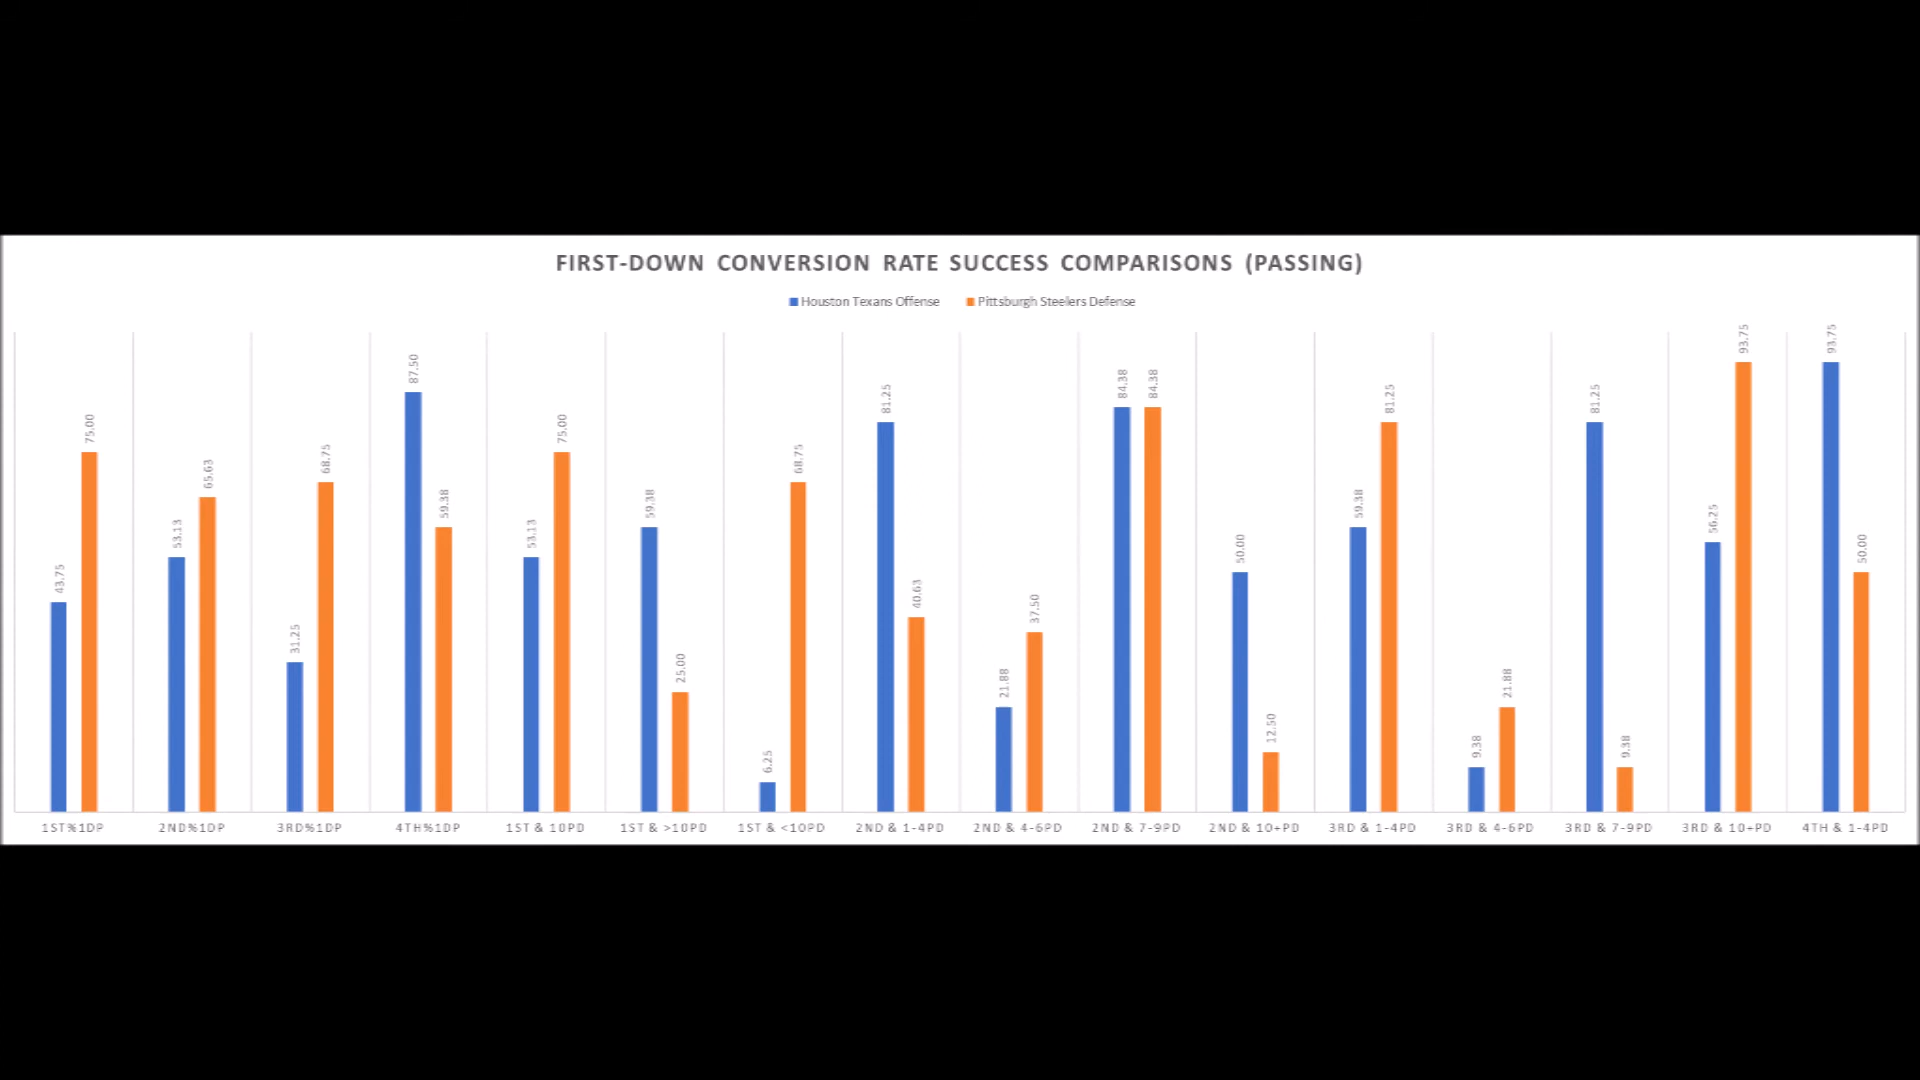 FIRST-DOWN CONVERSION RATE SUCCESS COMPARISONS (PASSING)
Houston Texans Offense Pittsburgh Steelers Defense
43.75 75.00 53.13 65.63 31.25 68.75 87.50 59.38 53.13 75.00 59.38 25.00 6.25 68.75 81.25 40.63 21.88 37.50 84.38 84.38 50.00 12.50 59.38 81.25 9.38 21.88 81.25 9.38 56.25 93.75 93.75 50.00
1ST%1DP 2ND%1DP 3RD%1DP 4TH%1DP 1ST & 10PD 1ST & >10PD 1ST & <10PD 2ND & 1-4PD 2ND & 4-6PD 2ND & 7-9PD 2ND & 10+PD 3RD & 1-4PD 3RD & 4-6PD 3RD & 7-9PD 3RD & 10+PD 4TH & 1-4PD